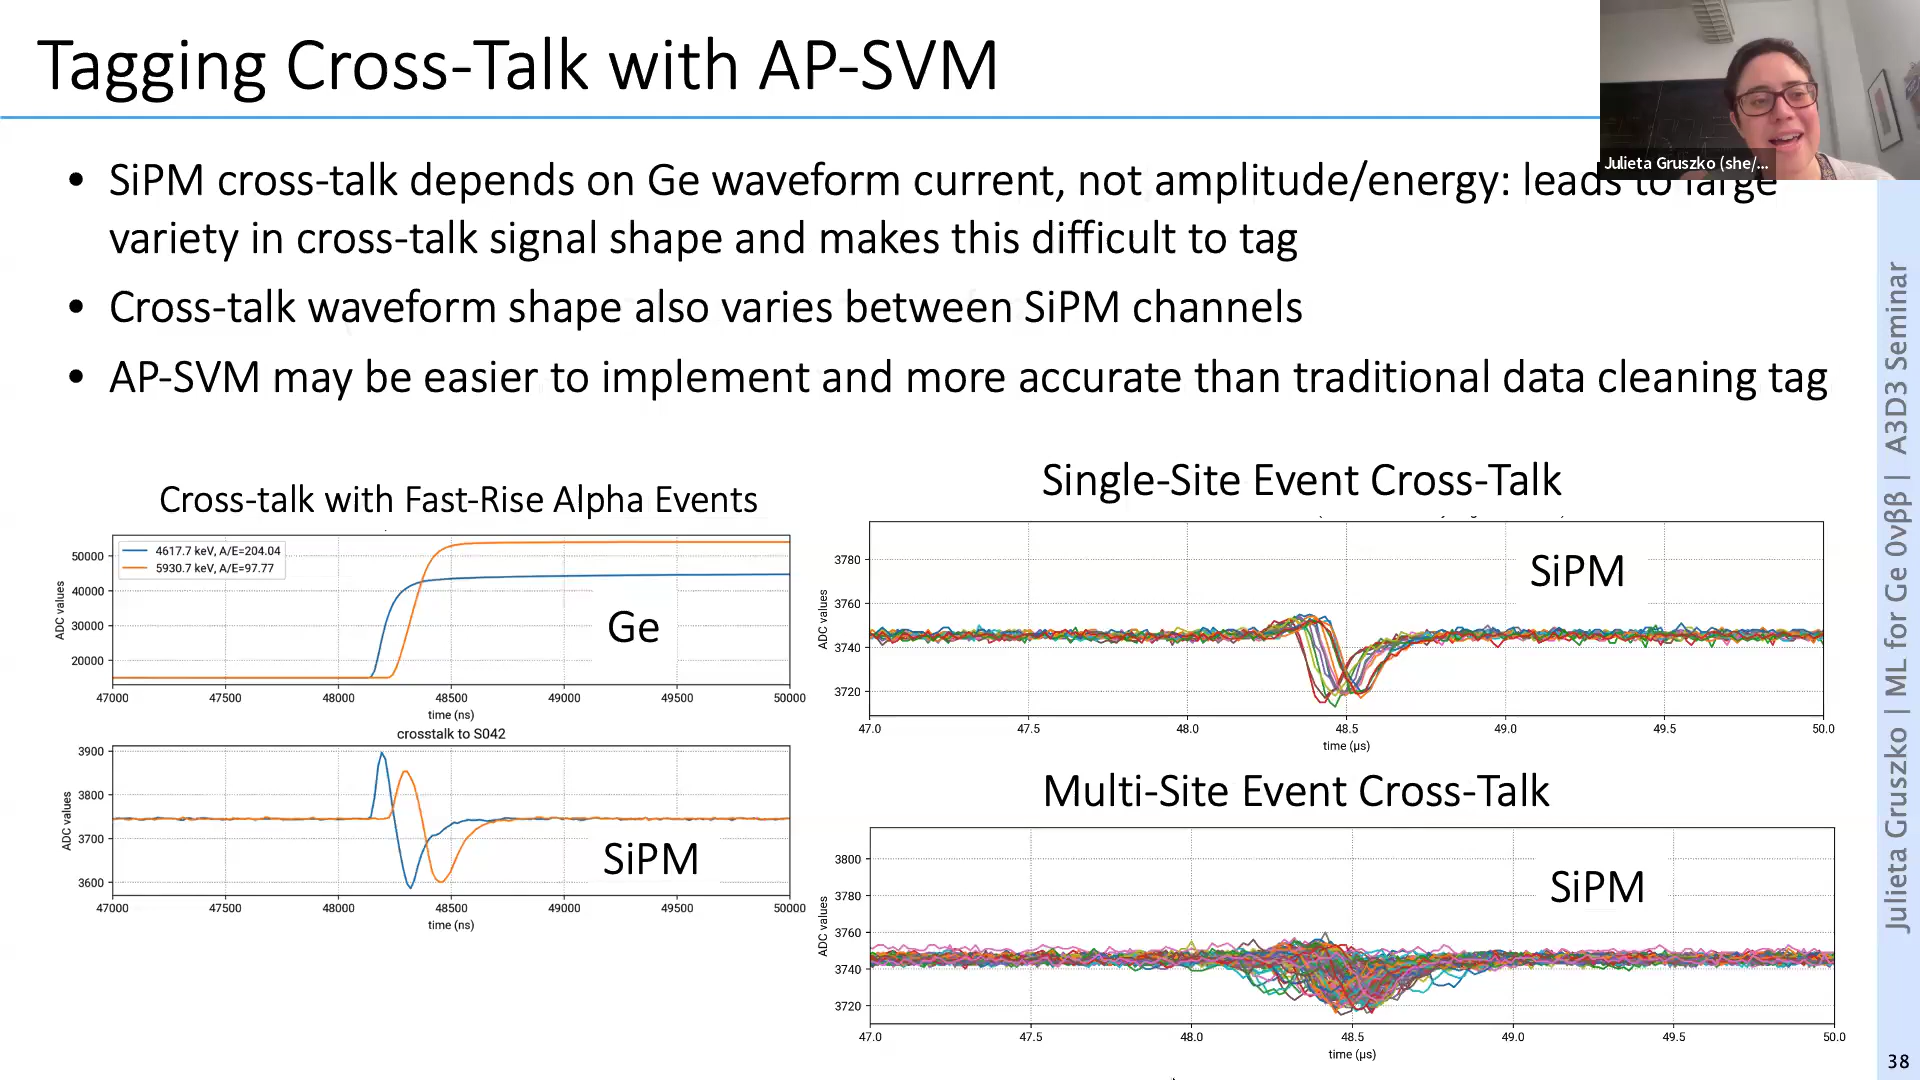 Tagging Cross-Talk with AP-SVM
Julieta Gruszko (she/...
• SiPM cross-talk depends on Ge waveform current, not amplitude/energy: leads to large
variety in cross-talk signal shape and makes this difficult to tag
• Cross-talk waveform shape also varies between SiPM channels
• AP-SVM may be easier to implement and more accurate than traditional data cleaning tag
Cross-talk with Fast-Rise Alpha Events
4617.7 keV, A/E=204.04
5930.7 keV, A/E=97.77
50000
40000
30000
20000
ADC values
Ge
47000 47500 48000 48500 49000 49500 50000
time (ns)
crosstalk to S042
3900
3800
3700
3600
ADC values
SiPM
47000 47500 48000 48500 49000 49500 50000
time (ns)
Single-Site Event Cross-Talk
3780
3760
3740
3720
ADC values
SiPM
47.0 47.5 48.0 48.5 49.0 49.5 50.0
time (μs)
Multi-Site Event Cross-Talk
3800
3780
3760
3740
3720
ADC values
SiPM
47.0 47.5 48.0 48.5 49.0 49.5 50.0
time (μs)
Julieta Gruszko | ML for Ge 0νββ | A3D3 Seminar
38